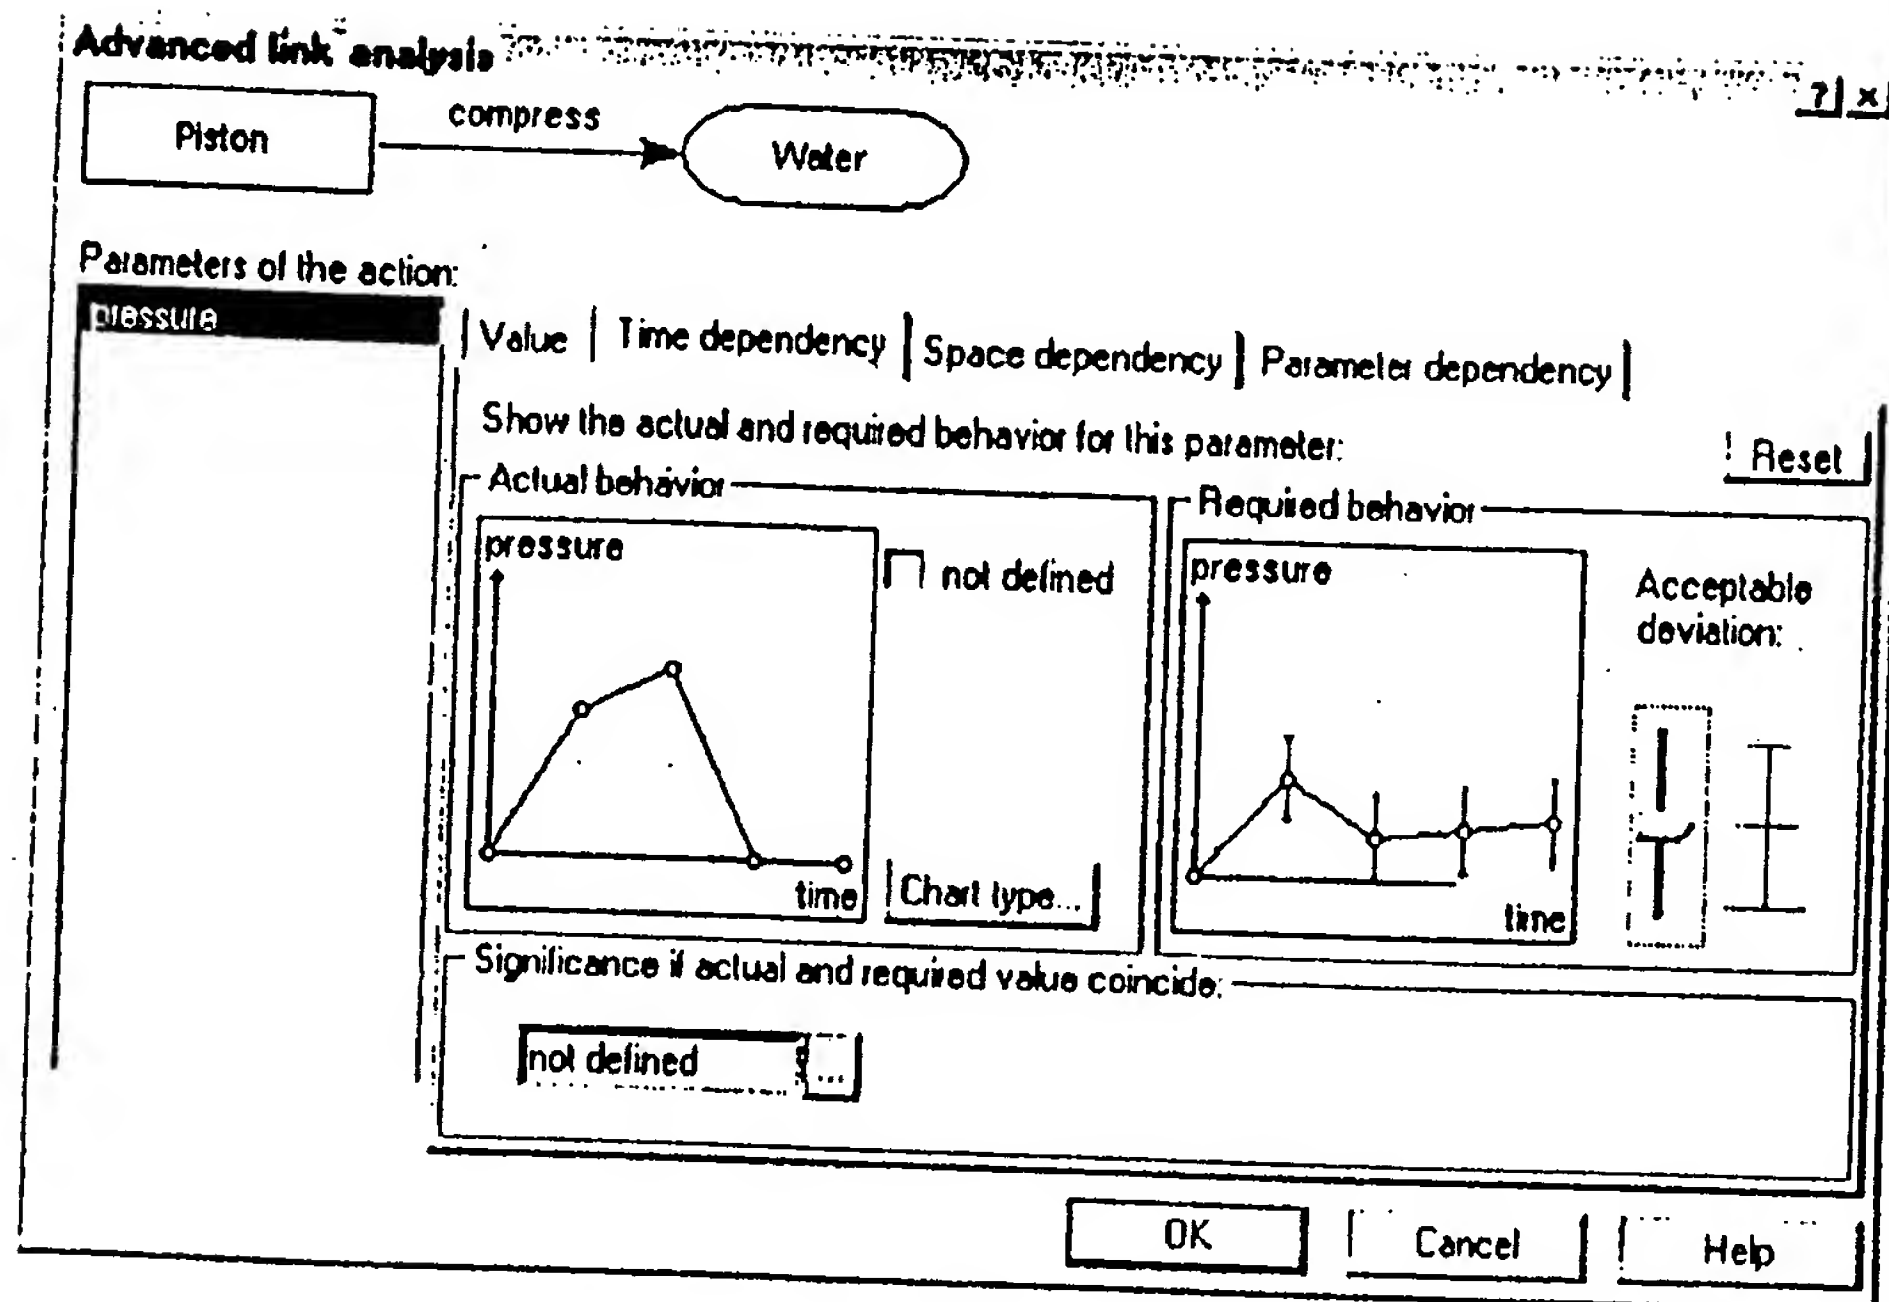 Advanced link analysis
? ×
Piston
compress
Water
Parameters of the action:
pressure
Value
Time dependency
Space dependency
Parameter dependency
Show the actual and required behavior for this parameter:
Reset
Actual behavior
pressure
time
not defined
Chart type...
Required behavior
pressure
time
Acceptable
deviation:
Significance if actual and required value coincide:
not defined
...
OK
Cancel
Help